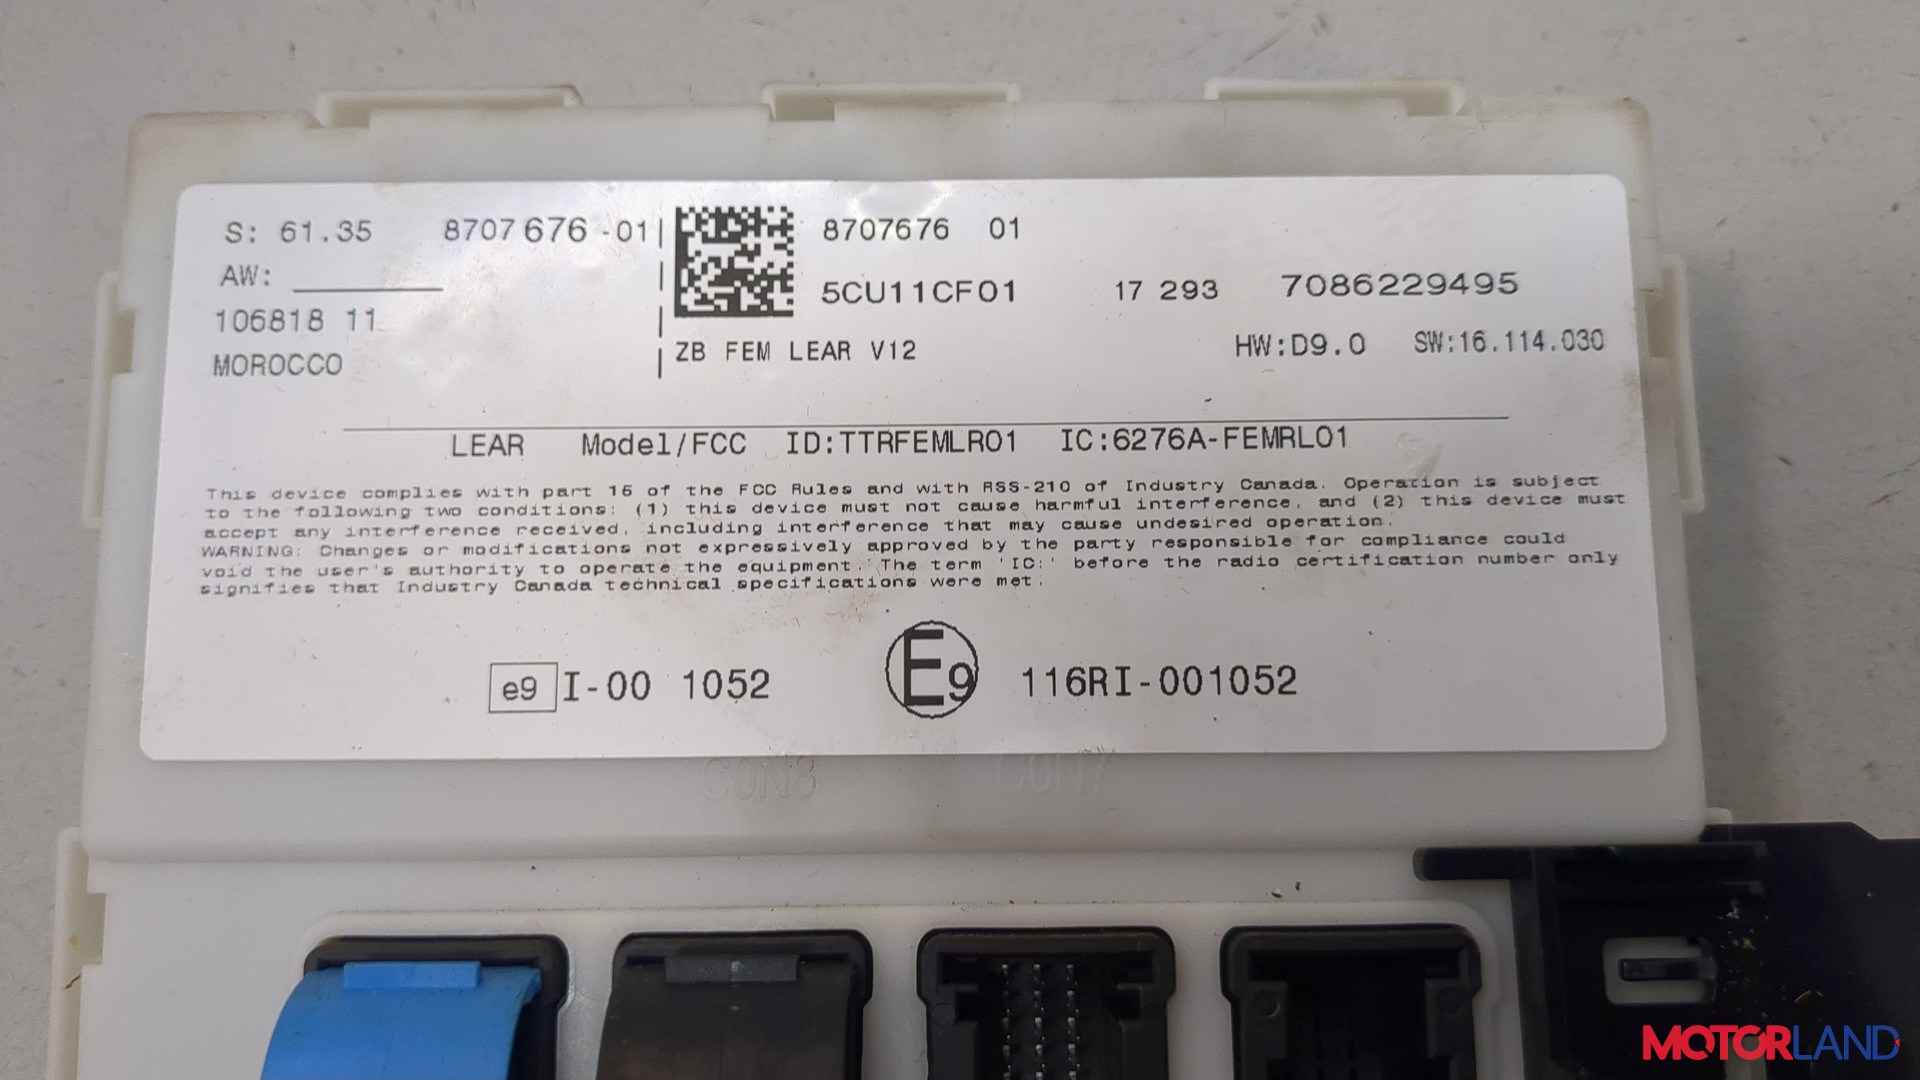 S: 61.35 8707 676 -01
AW:
106818 11
MOROCCO
8707676 01
5CU11CF01 17 293 7086229495
ZB FEM LEAR V12 HW:D9.0 SW:16.114.030
LEAR Model/FCC ID:TTRFEMLR01 IC:6276A-FEMRL01
This device complies with part 15 of the FCC Rules and with RSS-210 of Industry Canada. Operation is subject
to the following two conditions: (1) this device must not cause harmful interference, and (2) this device must
accept any interference received, including interference that may cause undesired operation.
WARNING: Changes or modifications not expressively approved by the party responsible for compliance could
void the user's authority to operate the equipment. The term 'IC:' before the radio certification number only
signifies that Industry Canada technical specifications were met.
e9 I-00 1052 E9 116RI-001052
CON8 CON7
MOTORLAND